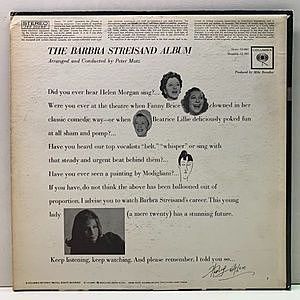 STEREO
THE BARBRA STREISAND ALBUM
Arranged and Conducted by Peter Matz
COLUMBIA
Produced by Mike Berniker
Did you ever hear Helen Morgan sing?...
Were you ever at the theatre when Fanny Brice clowned in her
classic comedic way—or when Beatrice Lillie deliciously poked fun
at all sham and pomp?...
Have you heard our top vocalists "belt," "whisper" or sing with
that steady and urgent beat behind them?...
Have you ever seen a painting by Modigliani?...
If you have, do not think the above has been ballooned out of
proportion. I advise you to watch Barbra Streisand's career. This young
lady (a mere twenty) has a stunning future.
Keep listening, keep watching. And please remember, I told you so...